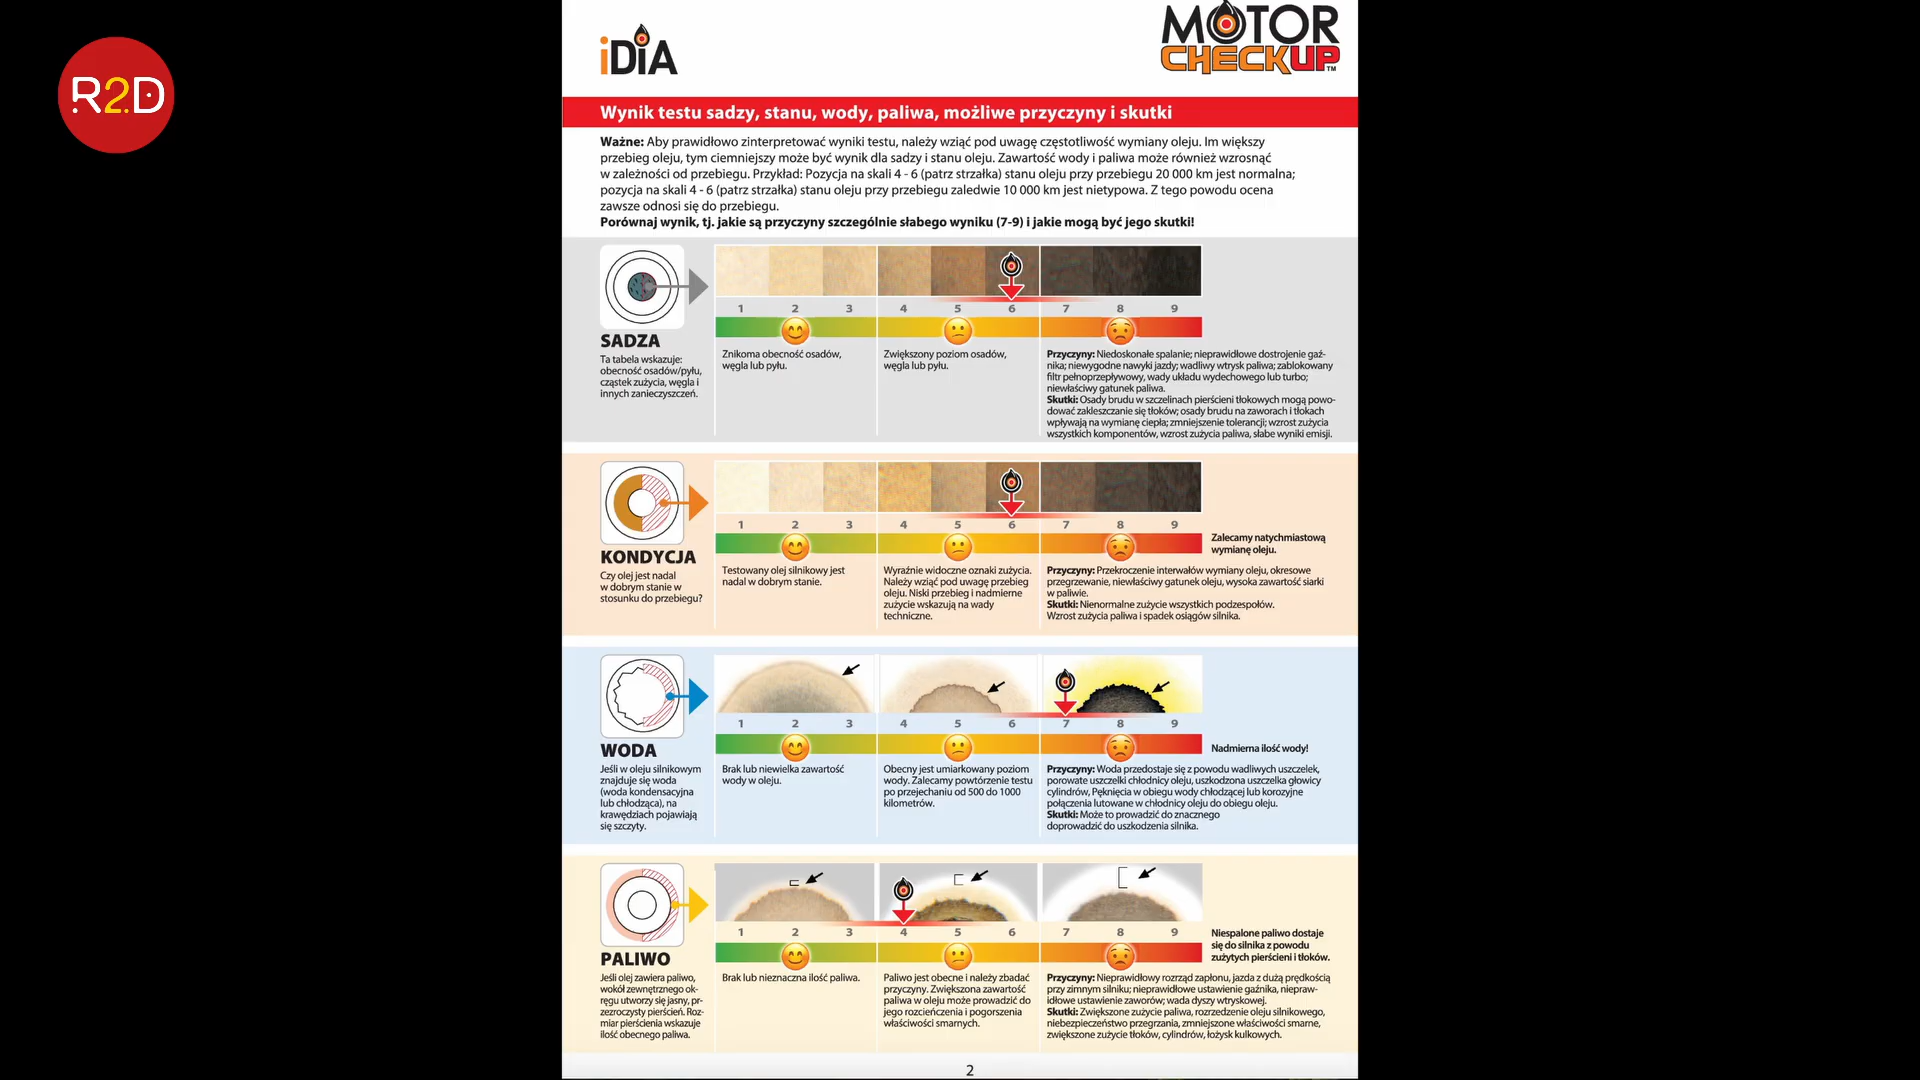 R2D
iDiA
MOTOR
CHECKUP™
Wynik testu sadzy, stanu, wody, paliwa, możliwe przyczyny i skutki
Ważne: Aby prawidłowo zinterpretować wyniki testu, należy wziąć pod uwagę częstotliwość wymiany oleju. Im większy
przebieg oleju, tym ciemniejszy może być wynik dla sadzy i stanu oleju. Zawartość wody i paliwa może również wzrosnąć
w zależności od przebiegu. Przykład: Pozycja na skali 4 - 6 (patrz strzałka) stanu oleju przy przebiegu 20 000 km jest normalna;
pozycja na skali 4 - 6 (patrz strzałka) stanu oleju przy przebiegu zaledwie 10 000 km jest nietypowa. Z tego powodu ocena
zawsze odnosi się do przebiegu.
Porównaj wynik, tj. jakie są przyczyny szczególnie słabego wyniku (7-9) i jakie mogą być jego skutki!
1 2 3 4 5 6 7 8 9
SADZA
Ta tabela wskazuje:
obecność osadów/pyłu,
cząstek zużycia, węgla i
innych zanieczyszczeń.
Znikoma obecność osadów,
węgla lub pyłu.
Zwiększony poziom osadów,
węgla lub pyłu.
Przyczyny: Niedoskonałe spalanie; nieprawidłowe dostrojenie gaź-
nika; niewygodne nawyki jazdy; wadliwy wtrysk paliwa; zablokowany
filtr pełnoprzepływowy, wady układu wydechowego lub turbo;
niewłaściwy gatunek paliwa.
Skutki: Osady brudu w szczelinach pierścieni tłokowych mogą powo-
dować zakleszczanie się tłoków; osady brudu na zaworach i tłokach
wpływają na wymianę ciepła; zmniejszenie tolerancji; wzrost zużycia
wszystkich komponentów, wzrost zużycia paliwa, słabe wyniki emisji.
1 2 3 4 5 6 7 8 9
KONDYCJA
Czy olej jest nadal
w dobrym stanie w
stosunku do przebiegu?
Testowany olej silnikowy jest
nadal w dobrym stanie.
Wyraźnie widoczne oznaki zużycia.
Należy wziąć pod uwagę przebieg
oleju. Niski przebieg i nadmierne
zużycie wskazują na wady
techniczne.
Zalecamy natychmiastową
wymianę oleju.
Przyczyny: Przekroczenie interwałów wymiany oleju, okresowe
przegrzewanie, niewłaściwy gatunek oleju, wysoka zawartość siarki
w paliwie.
Skutki: Nienormalne zużycie wszystkich podzespołów.
Wzrost zużycia paliwa i spadek osiągów silnika.
1 2 3 4 5 6 7 8 9
WODA
Jeśli w oleju silnikowym
znajduje się woda
(woda kondensacyjna
lub chłodząca), na
krawędziach pojawiają
się szczyty.
Brak lub niewielka zawartość
wody w oleju.
Obecny jest umiarkowany poziom
wody. Zalecamy powtórzenie testu
po przejechaniu od 500 do 1000
kilometrów.
Nadmierna ilość wody!
Przyczyny: Woda przedostaje się z powodu wadliwych uszczelek,
porowate uszczelki chłodnicy oleju, uszkodzona uszczelka głowicy
cylindrów, Pęknięcia w obiegu wody chłodzącej lub korozyjne
połączenia lutowane w chłodnicy oleju do obiegu oleju.
Skutki: Może to prowadzić do znacznego
doprowadzić do uszkodzenia silnika.
1 2 3 4 5 6 7 8 9
PALIWO
Jeśli olej zawiera paliwo,
wokół zewnętrznego ok-
ręgu utworzy się jasny, pr-
zezroczysty pierścień. Roz-
miar pierścienia wskazuje
ilość obecnego paliwa.
Brak lub nieznaczna ilość paliwa.
Paliwo jest obecne i należy zbadać
przyczyny. Zwiększona zawartość
paliwa w oleju może prowadzić do
jego rozcieńczenia i pogorszenia
właściwości smarnych.
Niespalone paliwo dostaje
się do silnika z powodu
zużytych pierścieni i tłoków.
Przyczyny: Nieprawidłowy rozrząd zapłonu, jazda z dużą prędkością
przy zimnym silniku; nieprawidłowe ustawienie gaźnika, niepraw-
idłowe ustawienie zaworów; wada dyszy wtryskowej.
Skutki: Zwiększone zużycie paliwa, rozrzedzenie oleju silnikowego,
niebezpieczeństwo przegrzania, zmniejszone właściwości smarne,
zwiększone zużycie tłoków, cylindrów, łożysk kulkowych.
2